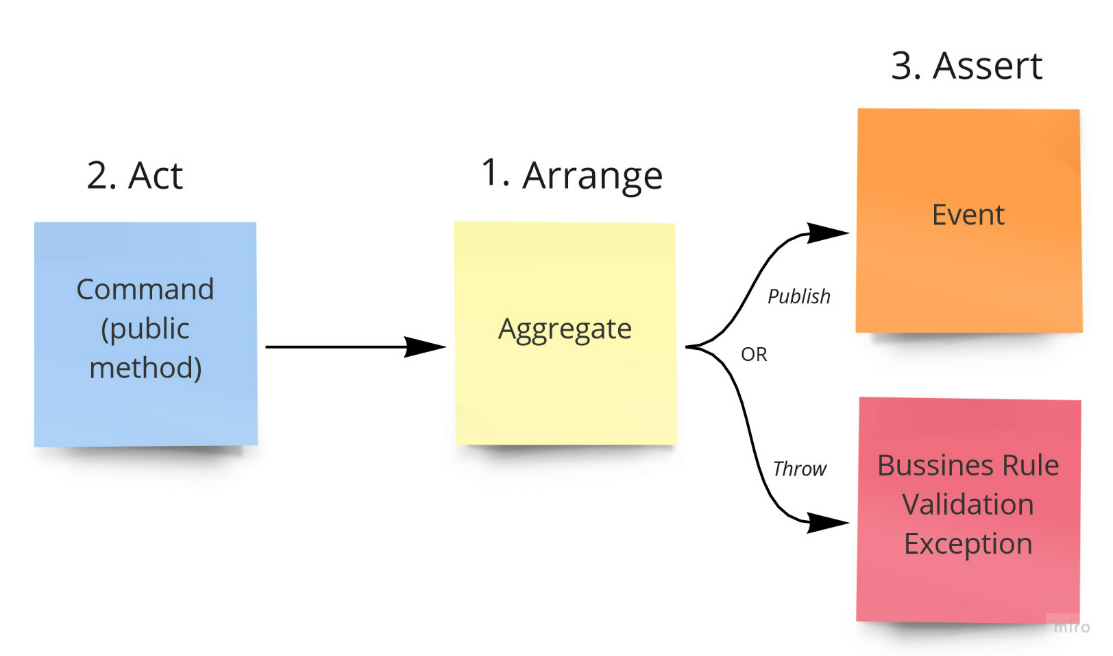 3. Assert
2. Act
1. Arrange
Event
Command
(public
method)
Aggregate
Publish
OR
Throw
Bussines Rule
Validation
Exception
miro